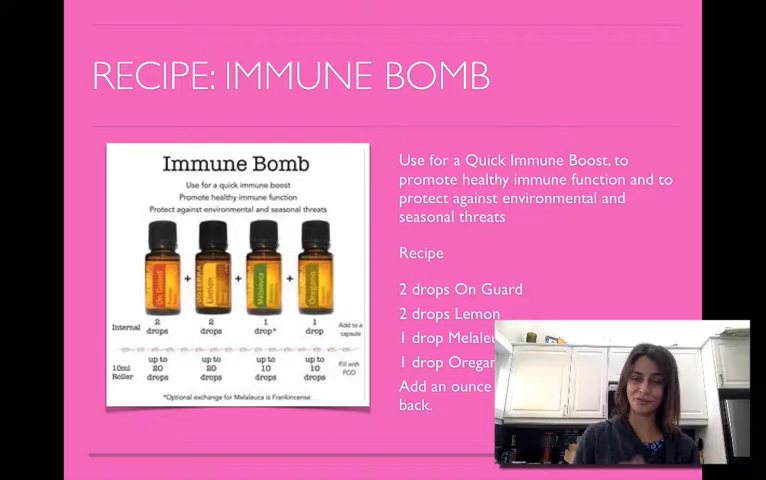 RECIPE: IMMUNE BOMB
Immune Bomb
Use for a quick immune boost
Promote healthy immune function
Protect against environmental and seasonal threats
On Guard
Lemon
Melaleuca
Oregano
+ + +
Internal
2 drops
2 drops
1 drop*
1 drop
Add to a capsule
10ml Roller
up to 20 drops
up to 20 drops
up to 10 drops
up to 10 drops
Fill with FCO
*Optional exchange for Melaleuca is Frankincense
Use for a Quick Immune Boost, to
promote healthy immune function and to
protect against environmental and
seasonal threats
Recipe
2 drops On Guard
2 drops Lemon
1 drop Melaleu
1 drop Oregan
Add an ounce
back.